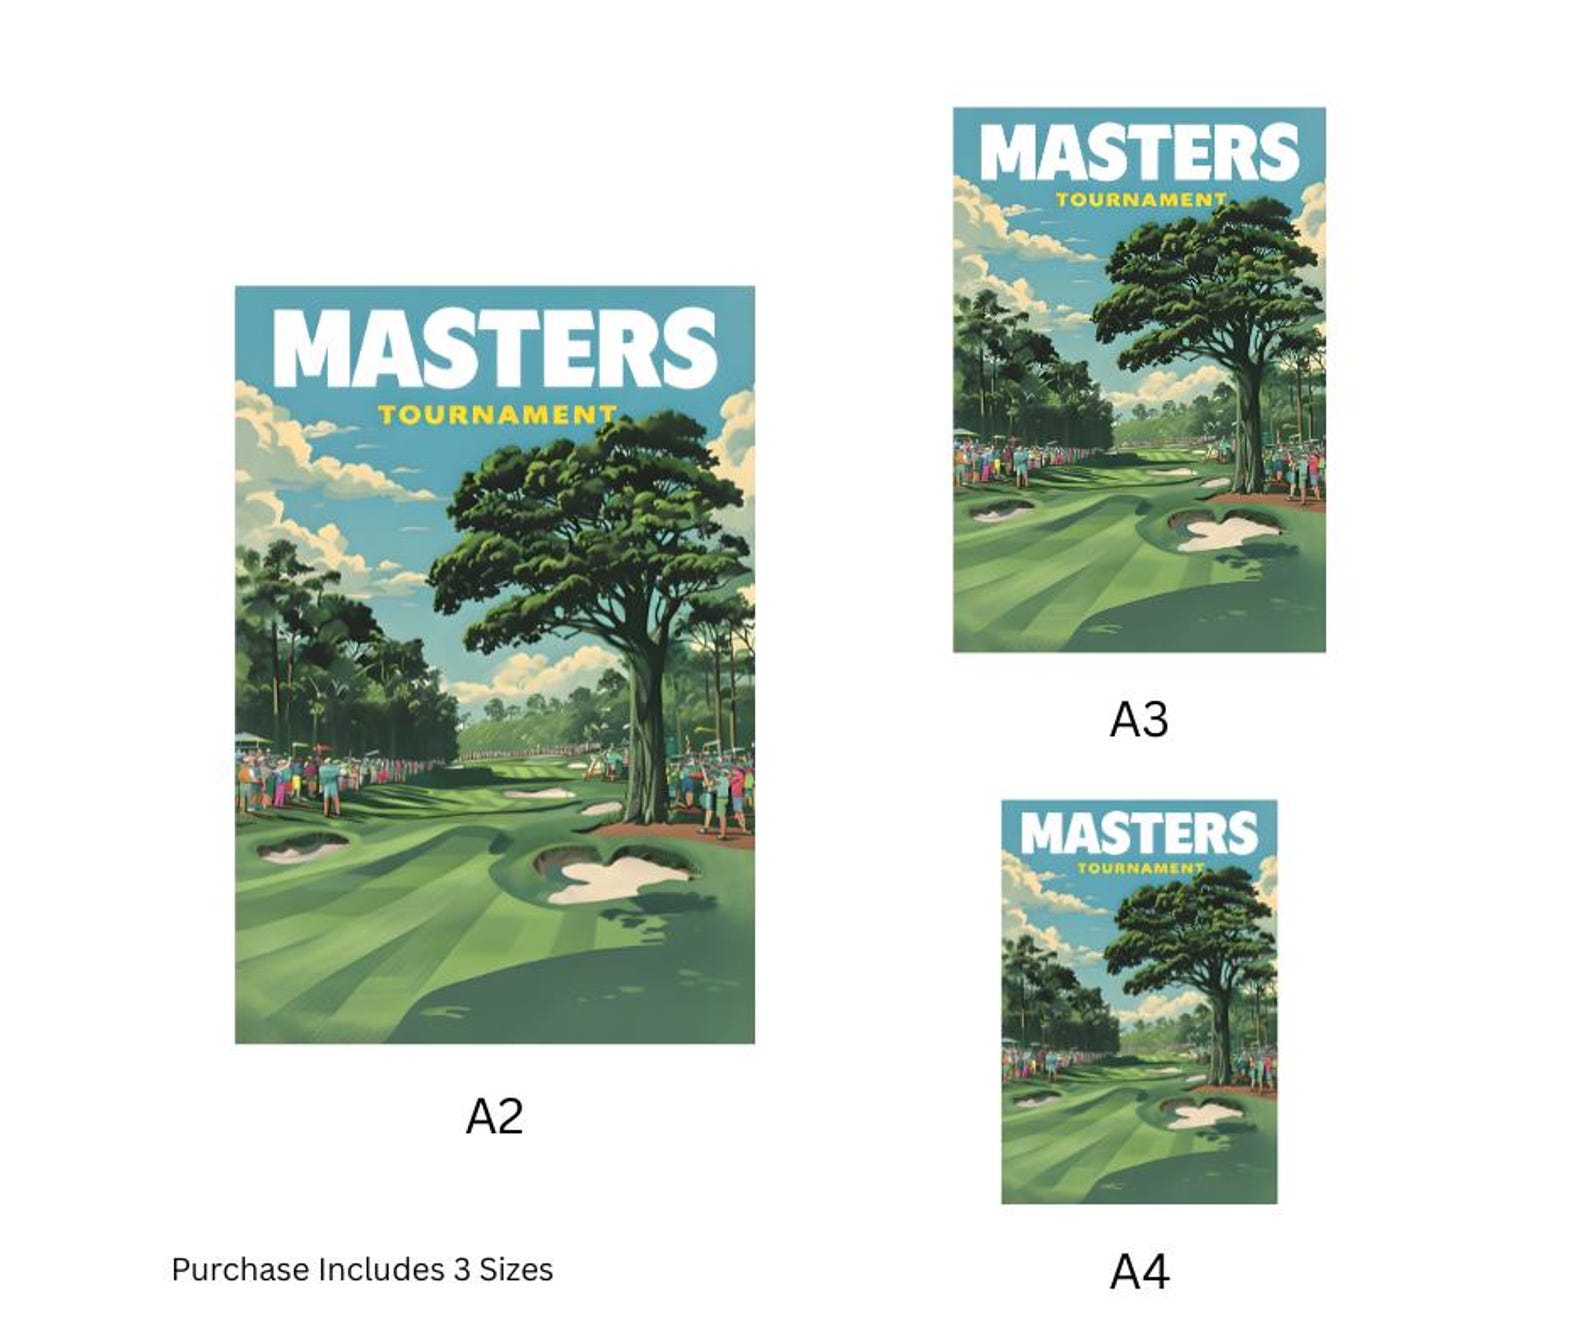 MASTERS
TOURNAMENT
A2
MASTERS
TOURNAMENT
A3
MASTERS
TOURNAMENT
A4
Purchase Includes 3 Sizes